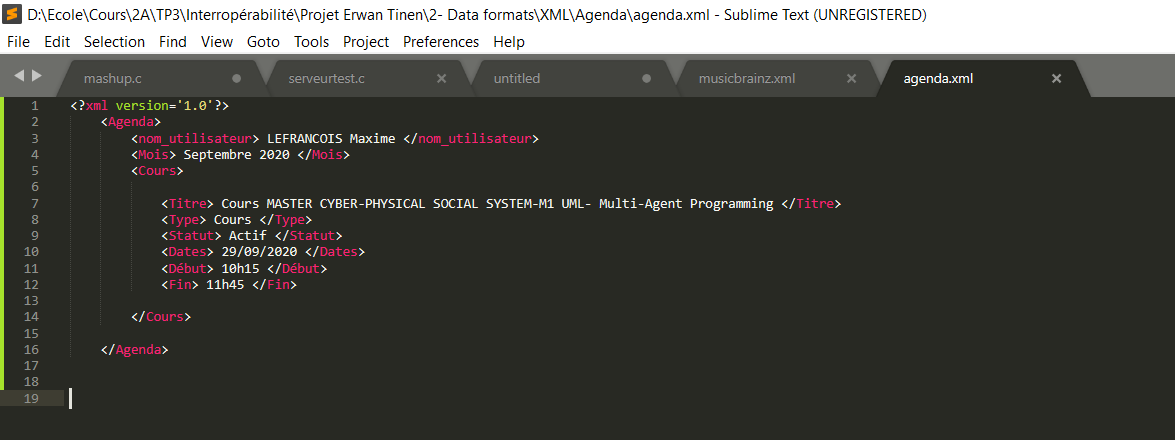 D:\Ecole\Cours\2A\TP3\Interropérabilité\Projet Erwan Tinen\2- Data formats\XML\Agenda\agenda.xml - Sublime Text (UNREGISTERED)
File Edit Selection Find View Goto Tools Project Preferences Help
mashup.c serveurtest.c untitled musicbrainz.xml agenda.xml
1 <?xml version='1.0'?>
2 <Agenda>
3 <nom_utilisateur> LEFRANCOIS Maxime </nom_utilisateur>
4 <Mois> Septembre 2020 </Mois>
5 <Cours>
6
7 <Titre> Cours MASTER CYBER-PHYSICAL SOCIAL SYSTEM-M1 UML- Multi-Agent Programming </Titre>
8 <Type> Cours </Type>
9 <Statut> Actif </Statut>
10 <Dates> 29/09/2020 </Dates>
11 <Début> 10h15 </Début>
12 <Fin> 11h45 </Fin>
13
14 </Cours>
15
16 </Agenda>
17
18
19